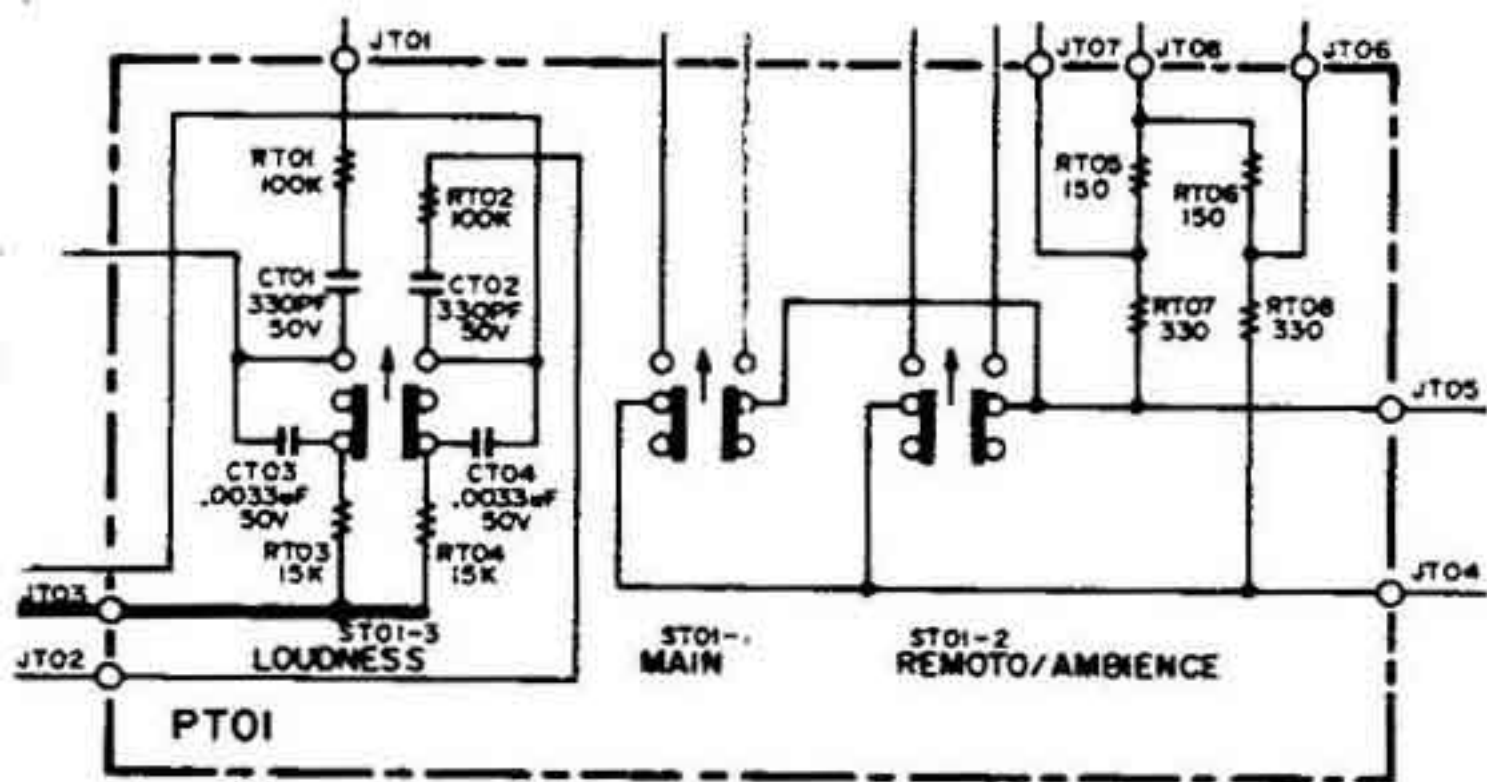 JT01
JT07
JT08
JT06
RT01
100K
RT02
100K
RT05
150
RT06
150
CT01
330PF
50V
CT02
330PF
50V
RT07
330
RT08
330
JT05
CT03
.0033µF
50V
CT04
.0033µF
50V
RT03
15K
RT04
15K
JT04
JT03
ST01-3
LOUDNESS
ST01-
MAIN
ST01-2
REMOTO/AMBIENCE
JT02
PT01